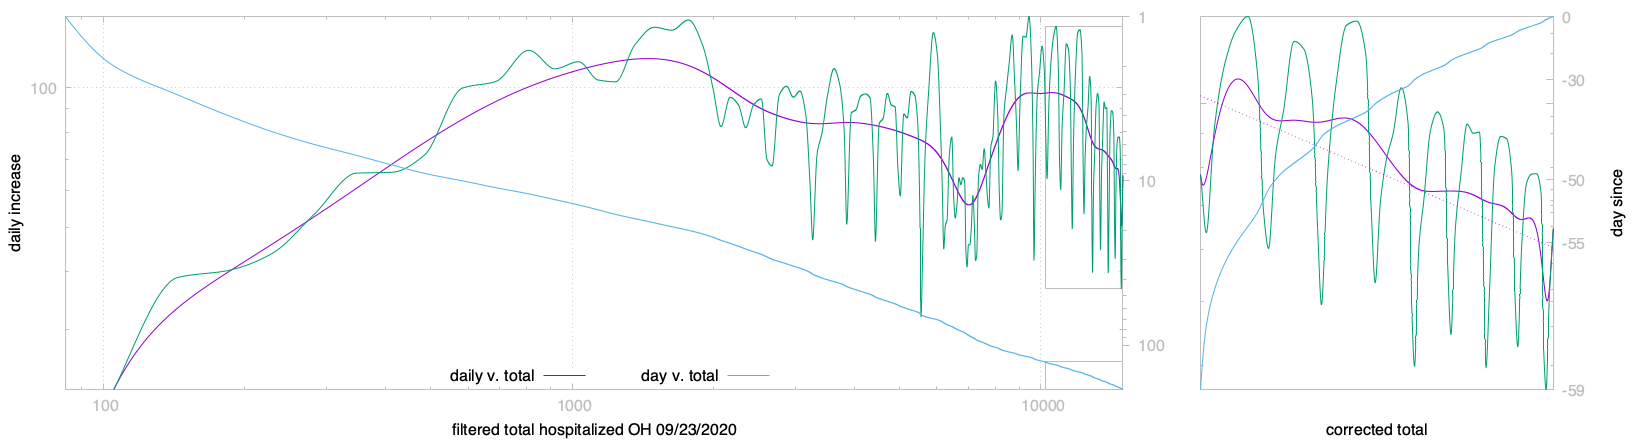 1
0
100
-30
daily increase
10
-50
day since
-55
100
daily v. total
day v. total
-59
100
1000
10000
filtered total hospitalized OH 09/23/2020
corrected total